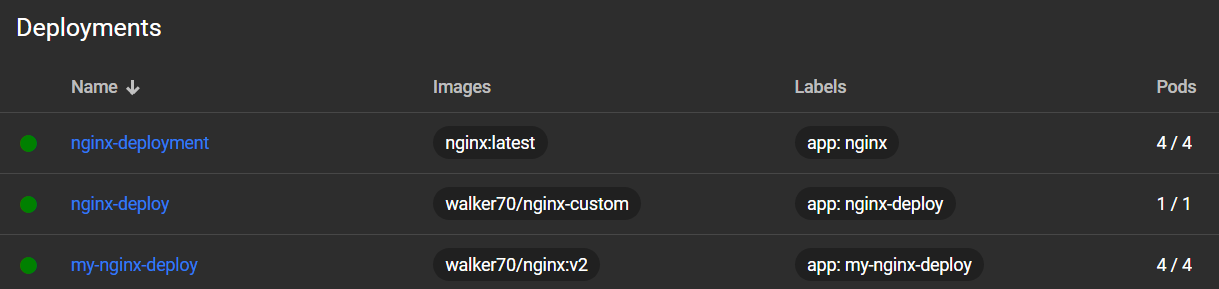 Deployments
Name Images Labels Pods
nginx-deployment nginx:latest app: nginx 4 / 4
nginx-deploy walker70/nginx-custom app: nginx-deploy 1 / 1
my-nginx-deploy walker70/nginx:v2 app: my-nginx-deploy 4 / 4